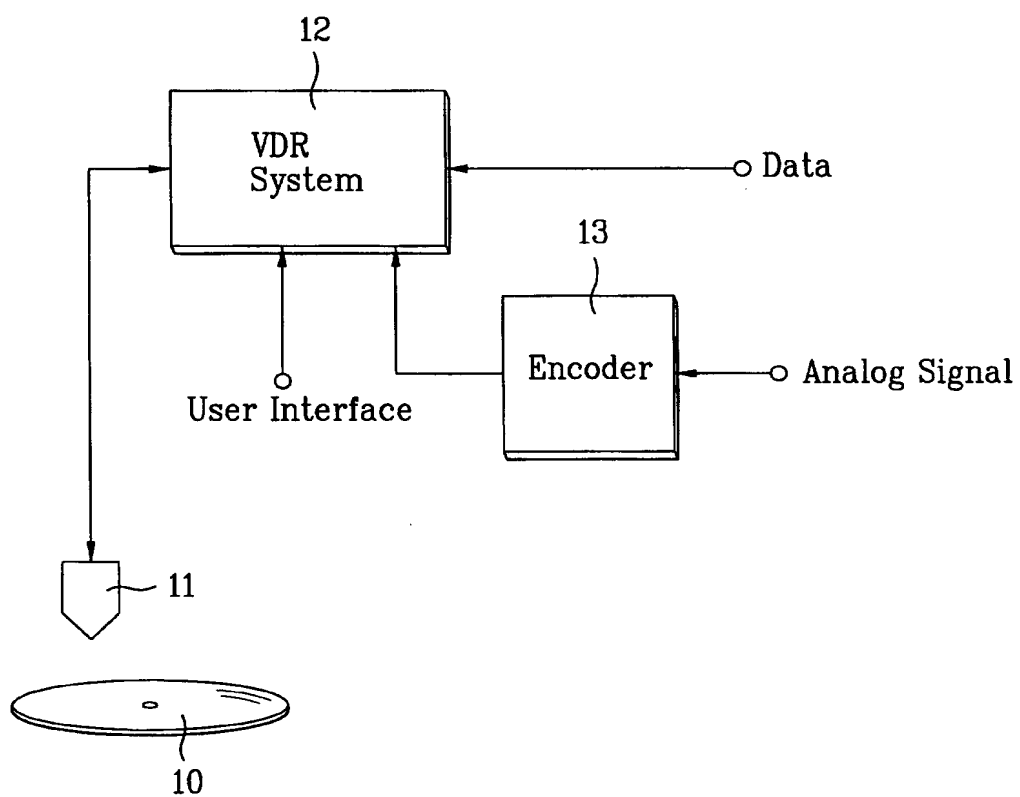 12
VDR
System
Data
13
Encoder
Analog Signal
User Interface
11
10